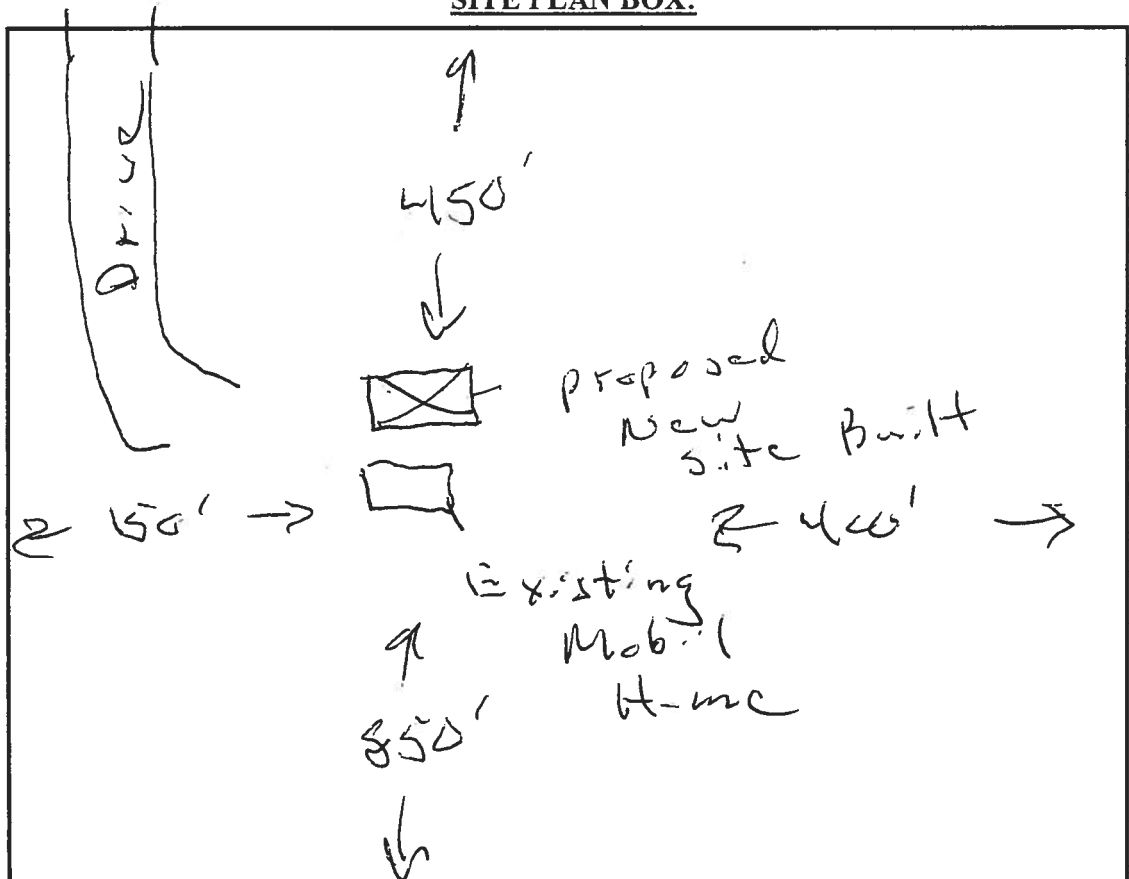 SITE PLAN BOX:
Drive
450'
proposed
New
site Built
150'
400'
Existing
Mobil
Home
850'